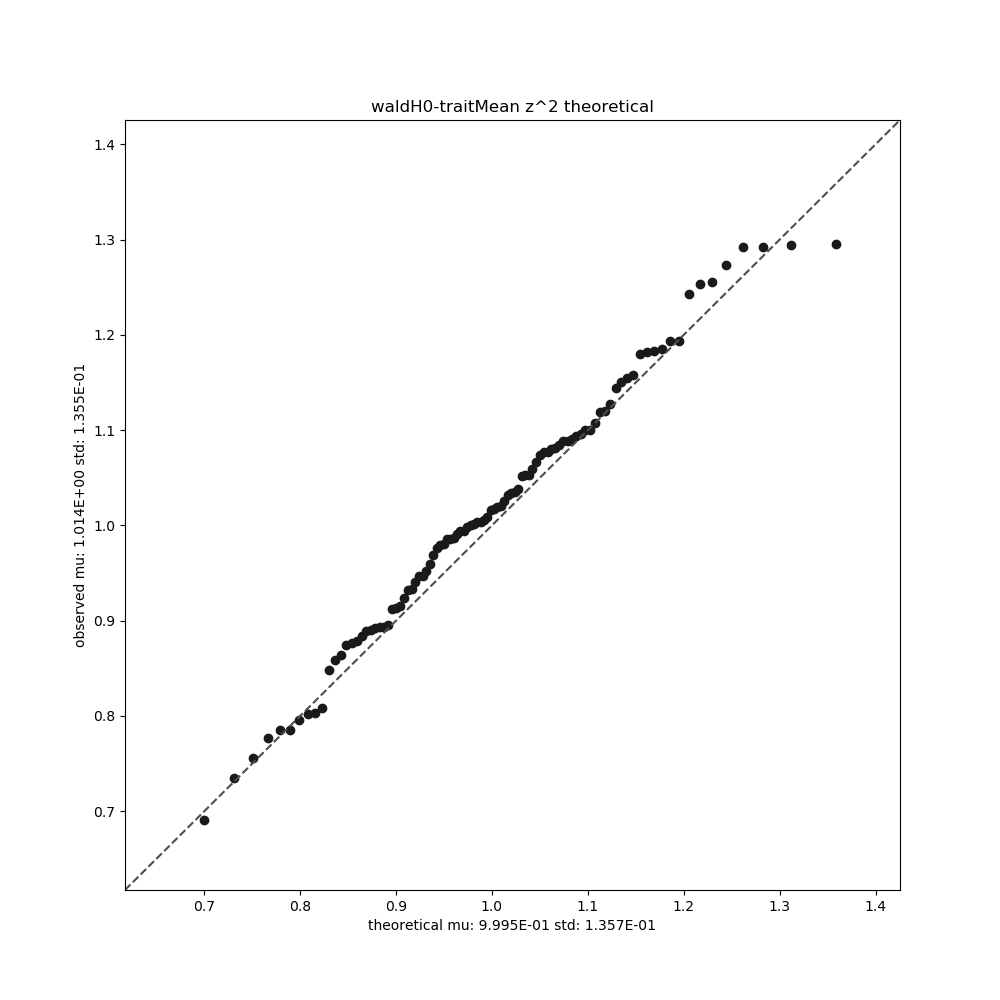 waldH0-traitMean z^2 theoretical
1.4
1.3
1.2
1.1
1.0
0.9
0.8
0.7
observed mu: 1.014E+00 std: 1.355E-01
0.7 0.8 0.9 1.0 1.1 1.2 1.3 1.4
theoretical mu: 9.995E-01 std: 1.357E-01